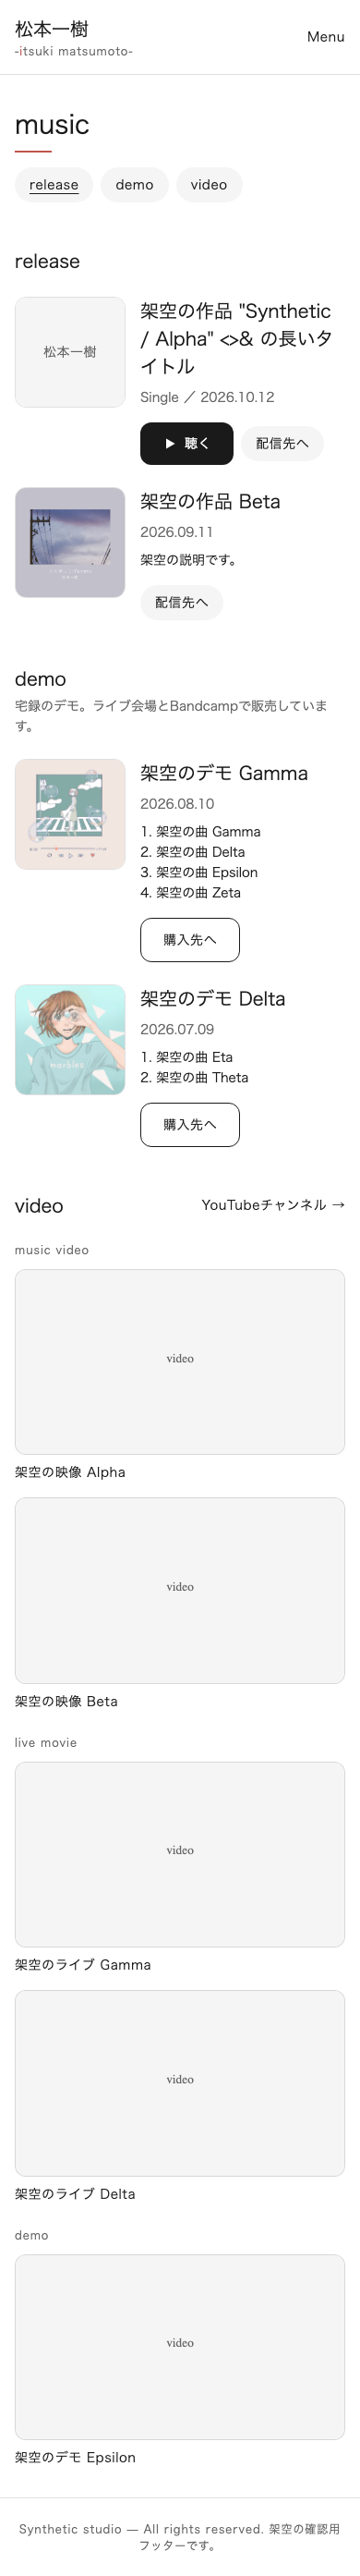 松本一樹
-itsuki matsumoto-
Menu
music
release
demo
video
release
松本一樹
架空の作品 "Synthetic
/ Alpha" <>& の長いタ
イトル
Single ／ 2026.10.12
▶ 聴く
配信先へ
架空の作品 Beta
2026.09.11
架空の説明です。
配信先へ
demo
宅録のデモ。ライブ会場とBandcampで販売していま
す。
架空のデモ Gamma
2026.08.10
1. 架空の曲 Gamma
2. 架空の曲 Delta
3. 架空の曲 Epsilon
4. 架空の曲 Zeta
購入先へ
marbles
架空のデモ Delta
2026.07.09
1. 架空の曲 Eta
2. 架空の曲 Theta
購入先へ
video
YouTubeチャンネル →
music video
video
架空の映像 Alpha
video
架空の映像 Beta
live movie
video
架空のライブ Gamma
video
架空のライブ Delta
demo
video
架空のデモ Epsilon
Synthetic studio — All rights reserved. 架空の確認用
フッターです。